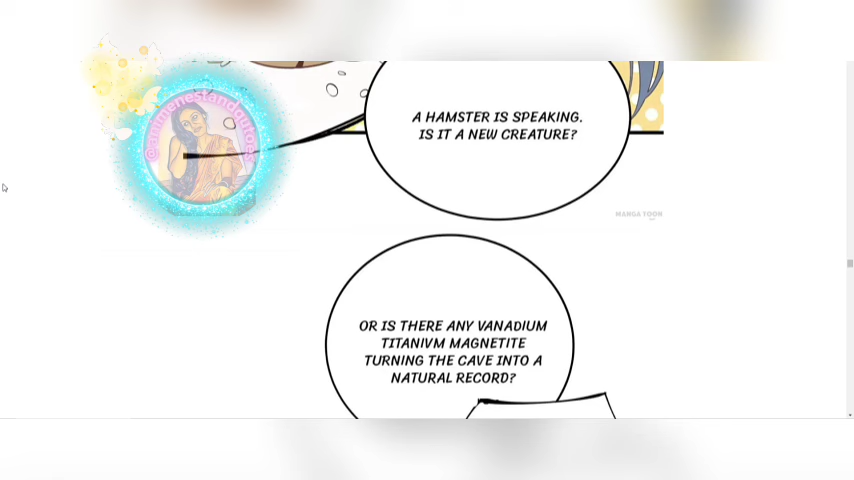 A HAMSTER IS SPEAKING.
IS IT A NEW CREATURE?
MANGA TOON
OR IS THERE ANY VANADIUM
TITANIVM MAGNETITE
TURNING THE CAVE INTO A
NATURAL RECORD?